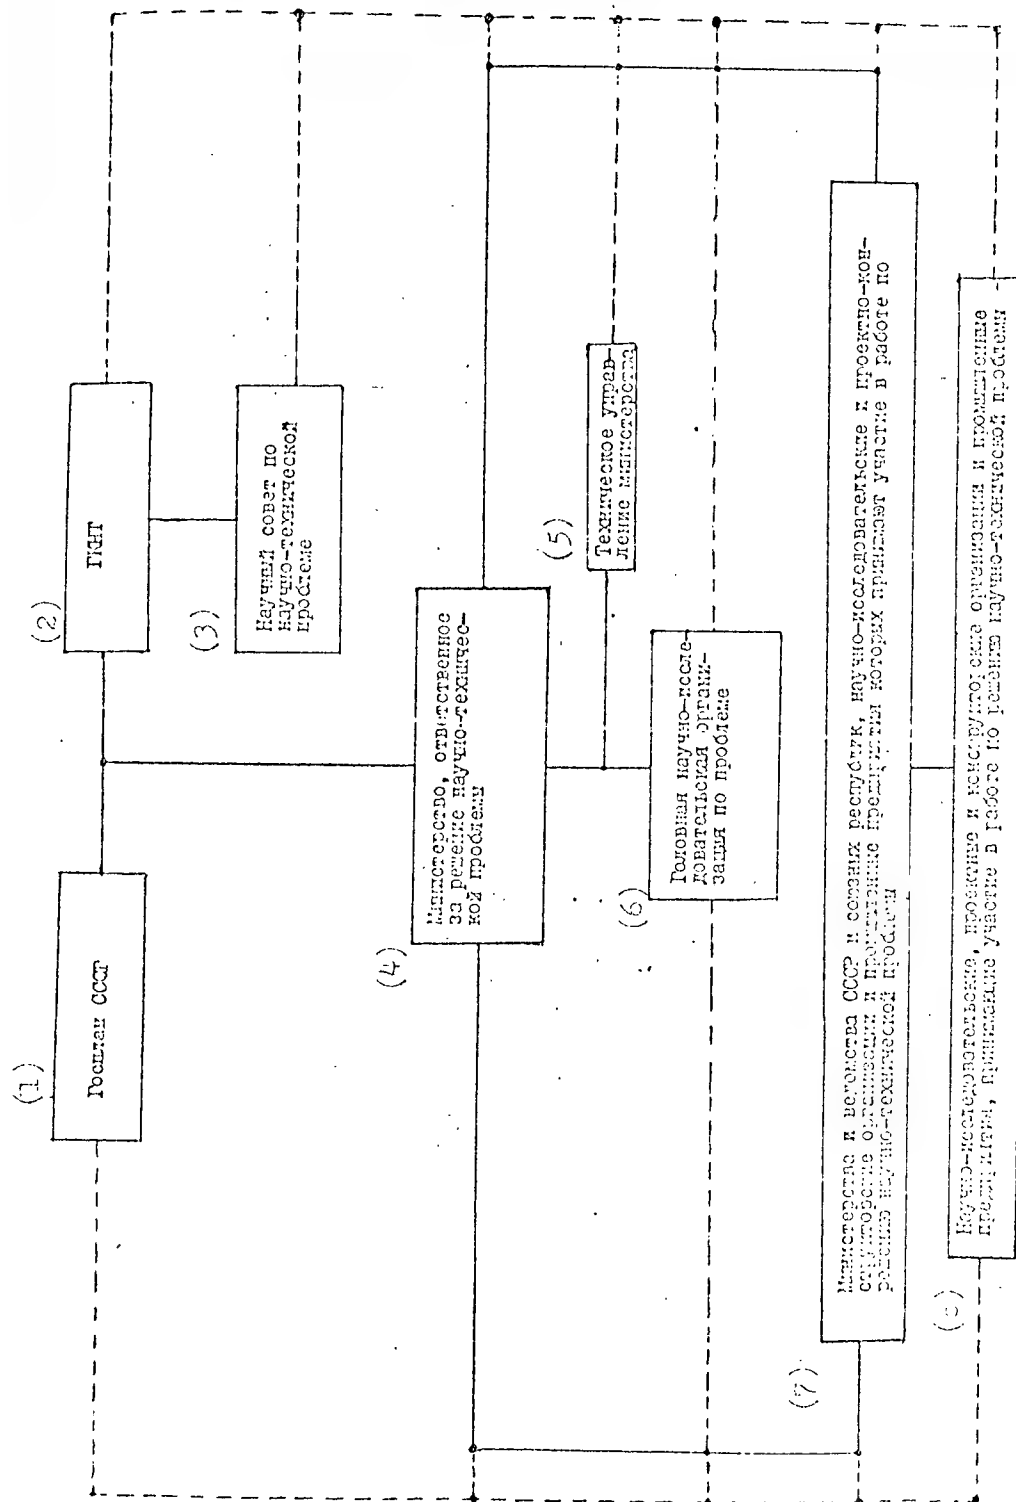 (1)
Госплан СССР
(2)
ГКНТ
(3)
Научный совет по
научно-технической
проблеме
(4)
Министерство, ответственное
за решение научно-техничес-
кой проблемы
(5)
Техническое управ-
ление министерства
(6)
Головная научно-иссле-
довательская органи-
зация по проблеме
(7)
Министерства и ведомства СССР и союзных республик, научно-исследовательские и проектно-кон-
структорские организации и промышленные предприятия которых принимают участие в работе по
решению научно-технической проблемы
(8)
Научно-исследовательские, проектные и конструкторские организации и промышленные
предприятия, принимающие участие в работе по решению научно-технической проблемы